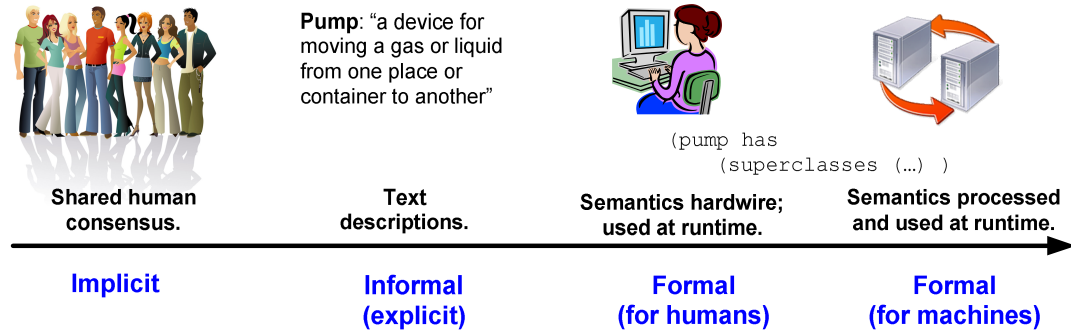 Pump: “a device for
moving a gas or liquid
from one place or
container to another”
(pump has
(superclasses (…) )
Shared human
consensus.
Text
descriptions.
Semantics hardwire;
used at runtime.
Semantics processed
and used at runtime.
Implicit
Informal
(explicit)
Formal
(for humans)
Formal
(for machines)